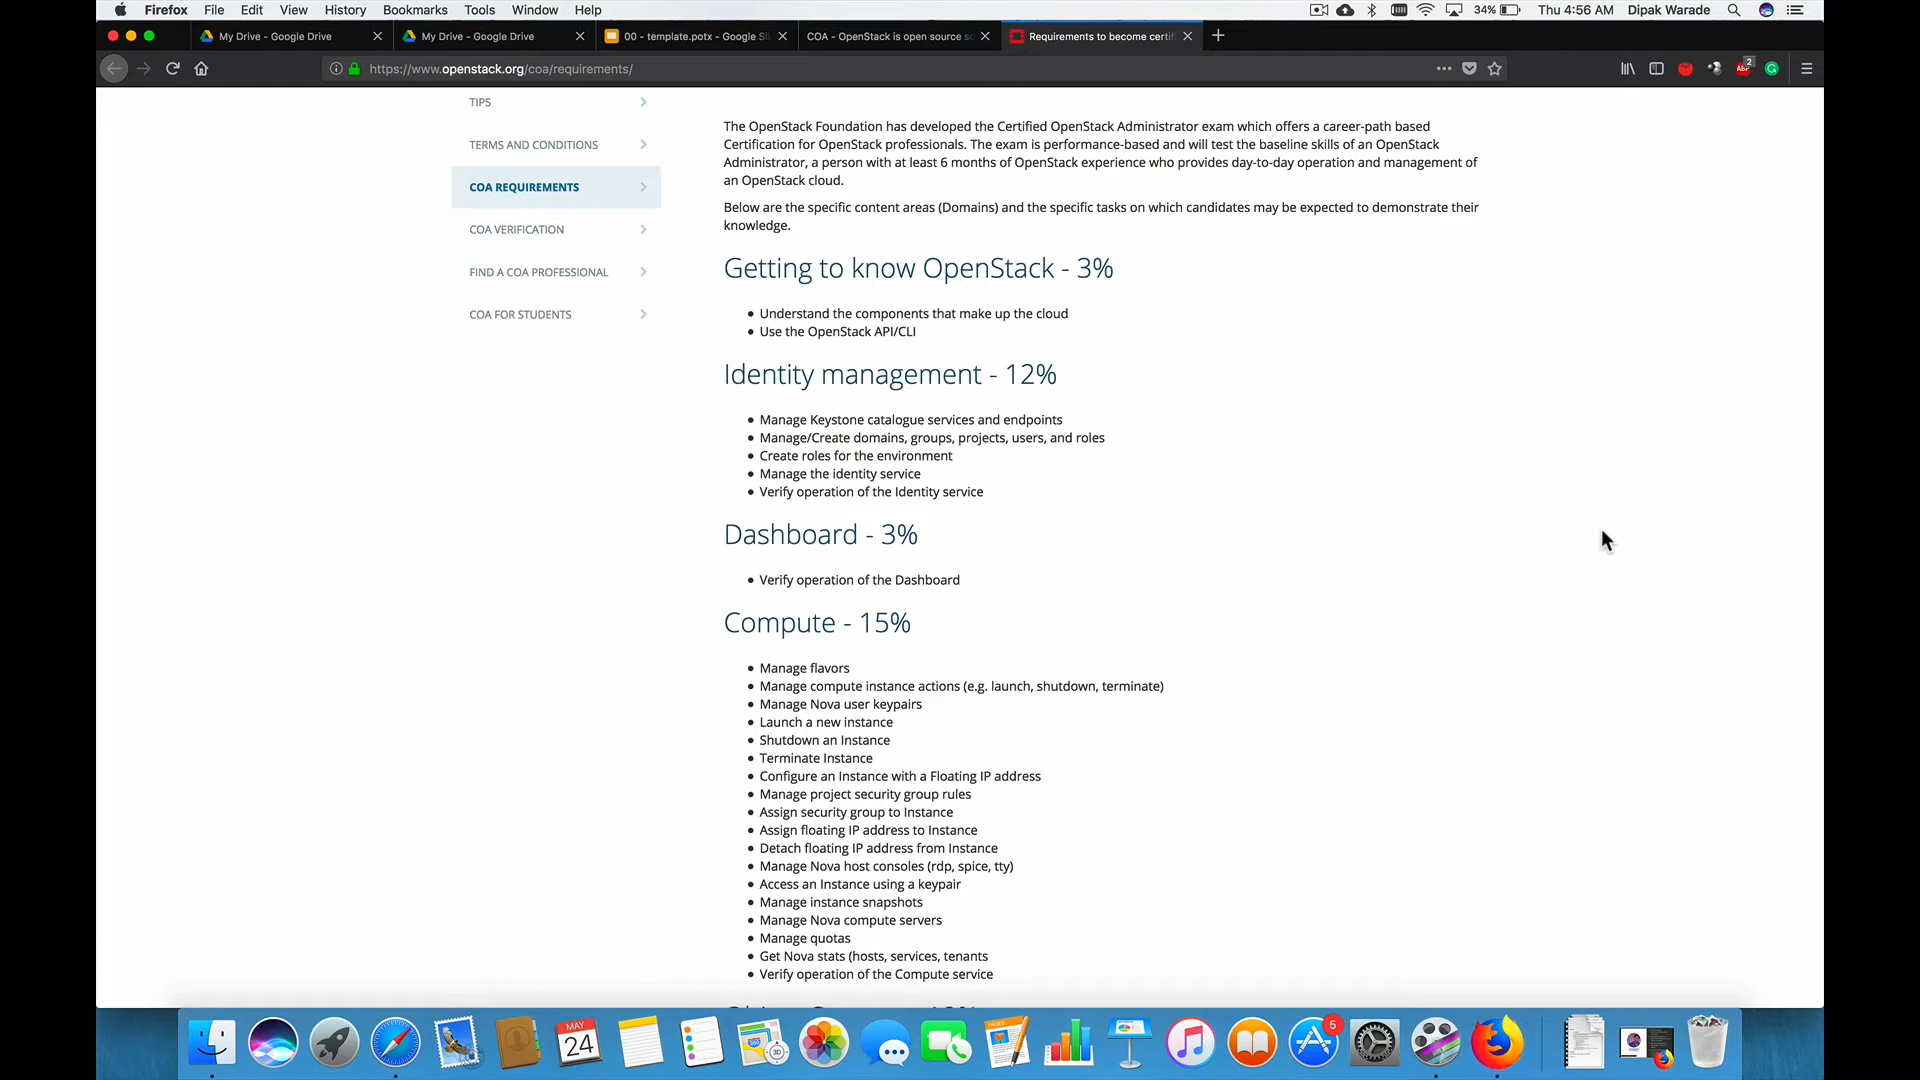 Firefox File Edit View History Bookmarks Tools Window Help 34% Thu 4:56 AM Dipak Warade
My Drive - Google Drive My Drive - Google Drive 00 - template.potx - Google Sli COA - OpenStack is open source so Requirements to become certif
https://www.openstack.org/coa/requirements/
ABP 2
TIPS
TERMS AND CONDITIONS
COA REQUIREMENTS
COA VERIFICATION
FIND A COA PROFESSIONAL
COA FOR STUDENTS
The OpenStack Foundation has developed the Certified OpenStack Administrator exam which offers a career-path based
Certification for OpenStack professionals. The exam is performance-based and will test the baseline skills of an OpenStack
Administrator, a person with at least 6 months of OpenStack experience who provides day-to-day operation and management of
an OpenStack cloud.
Below are the specific content areas (Domains) and the specific tasks on which candidates may be expected to demonstrate their
knowledge.
Getting to know OpenStack - 3%
• Understand the components that make up the cloud
• Use the OpenStack API/CLI
Identity management - 12%
• Manage Keystone catalogue services and endpoints
• Manage/Create domains, groups, projects, users, and roles
• Create roles for the environment
• Manage the identity service
• Verify operation of the Identity service
Dashboard - 3%
• Verify operation of the Dashboard
Compute - 15%
• Manage flavors
• Manage compute instance actions (e.g. launch, shutdown, terminate)
• Manage Nova user keypairs
• Launch a new instance
• Shutdown an Instance
• Terminate Instance
• Configure an Instance with a Floating IP address
• Manage project security group rules
• Assign security group to Instance
• Assign floating IP address to Instance
• Detach floating IP address from Instance
• Manage Nova host consoles (rdp, spice, tty)
• Access an Instance using a keypair
• Manage instance snapshots
• Manage Nova compute servers
• Manage quotas
• Get Nova stats (hosts, services, tenants
• Verify operation of the Compute service
MAY
24
3D
PAGES
5